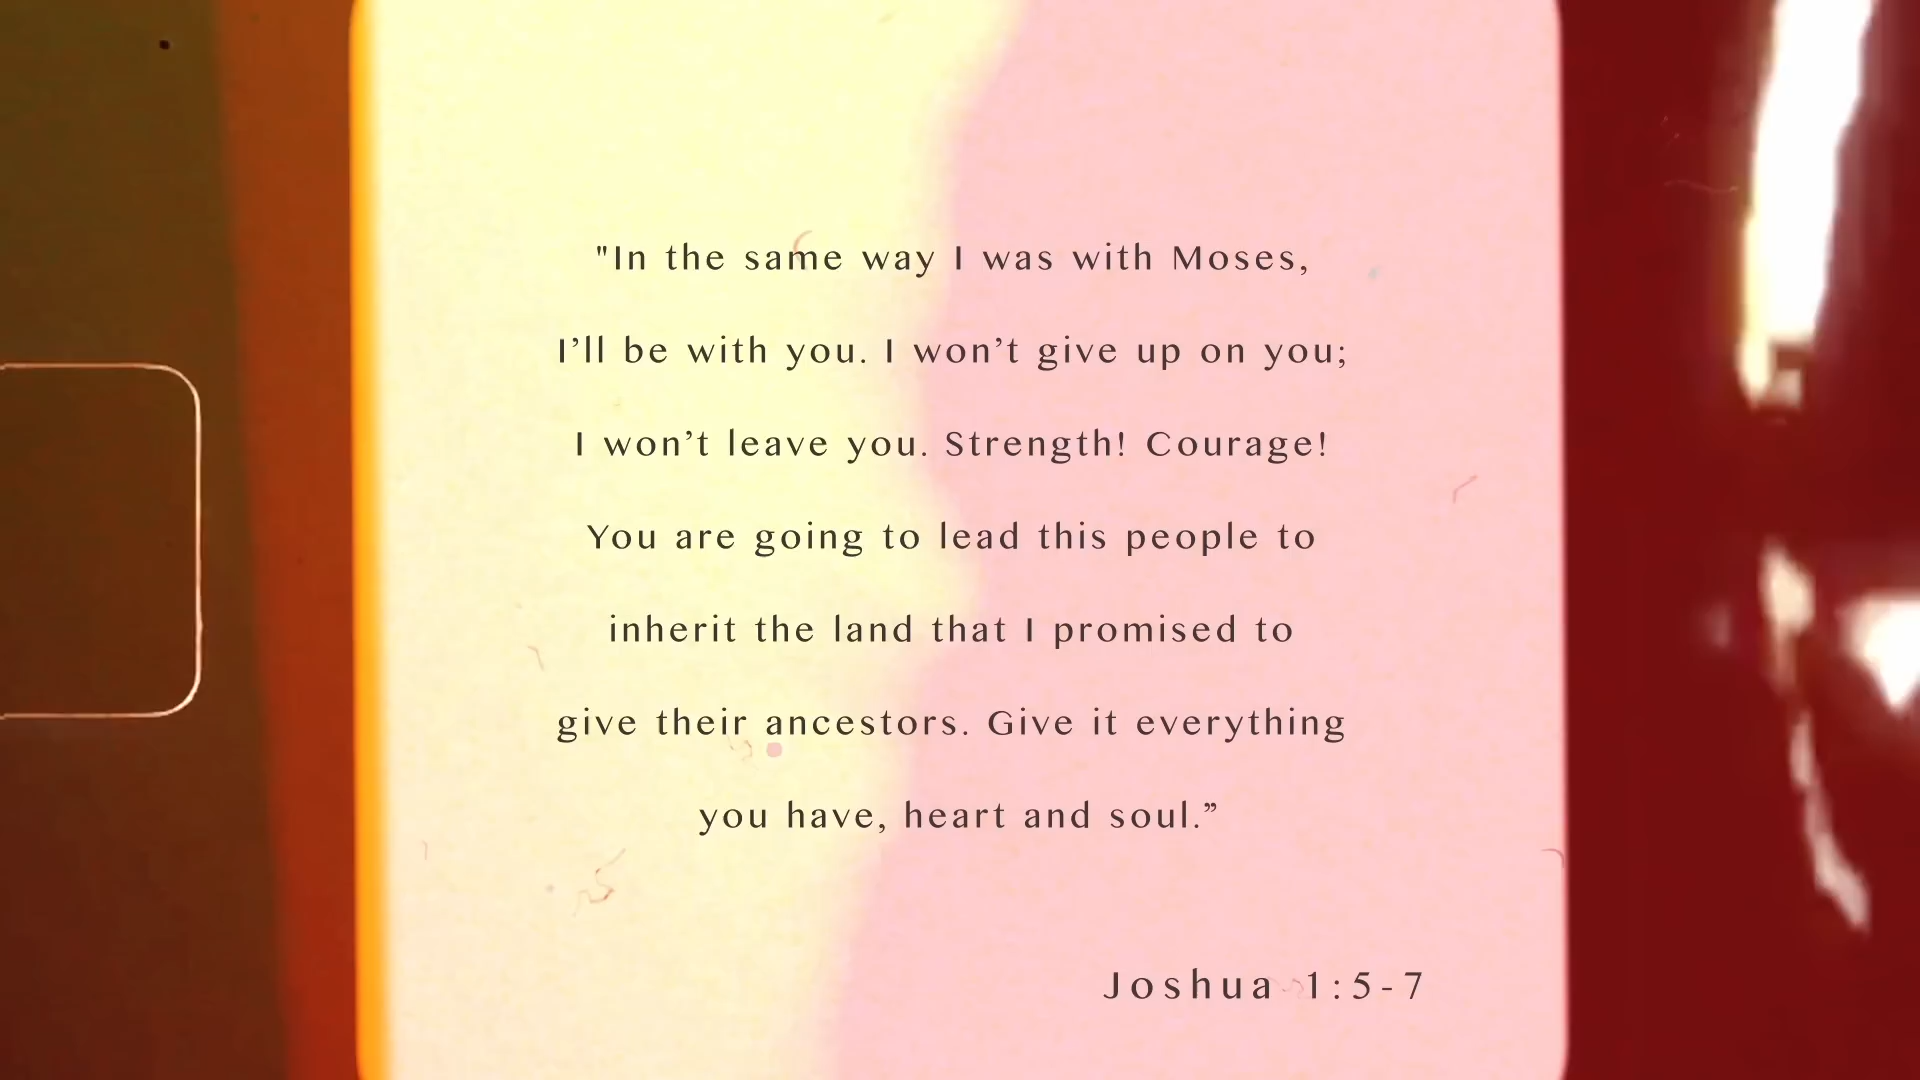 "In the same way I was with Moses,
I’ll be with you. I won’t give up on you;
I won’t leave you. Strength! Courage!
You are going to lead this people to
inherit the land that I promised to
give their ancestors. Give it everything
you have, heart and soul.”
Joshua 1:5-7